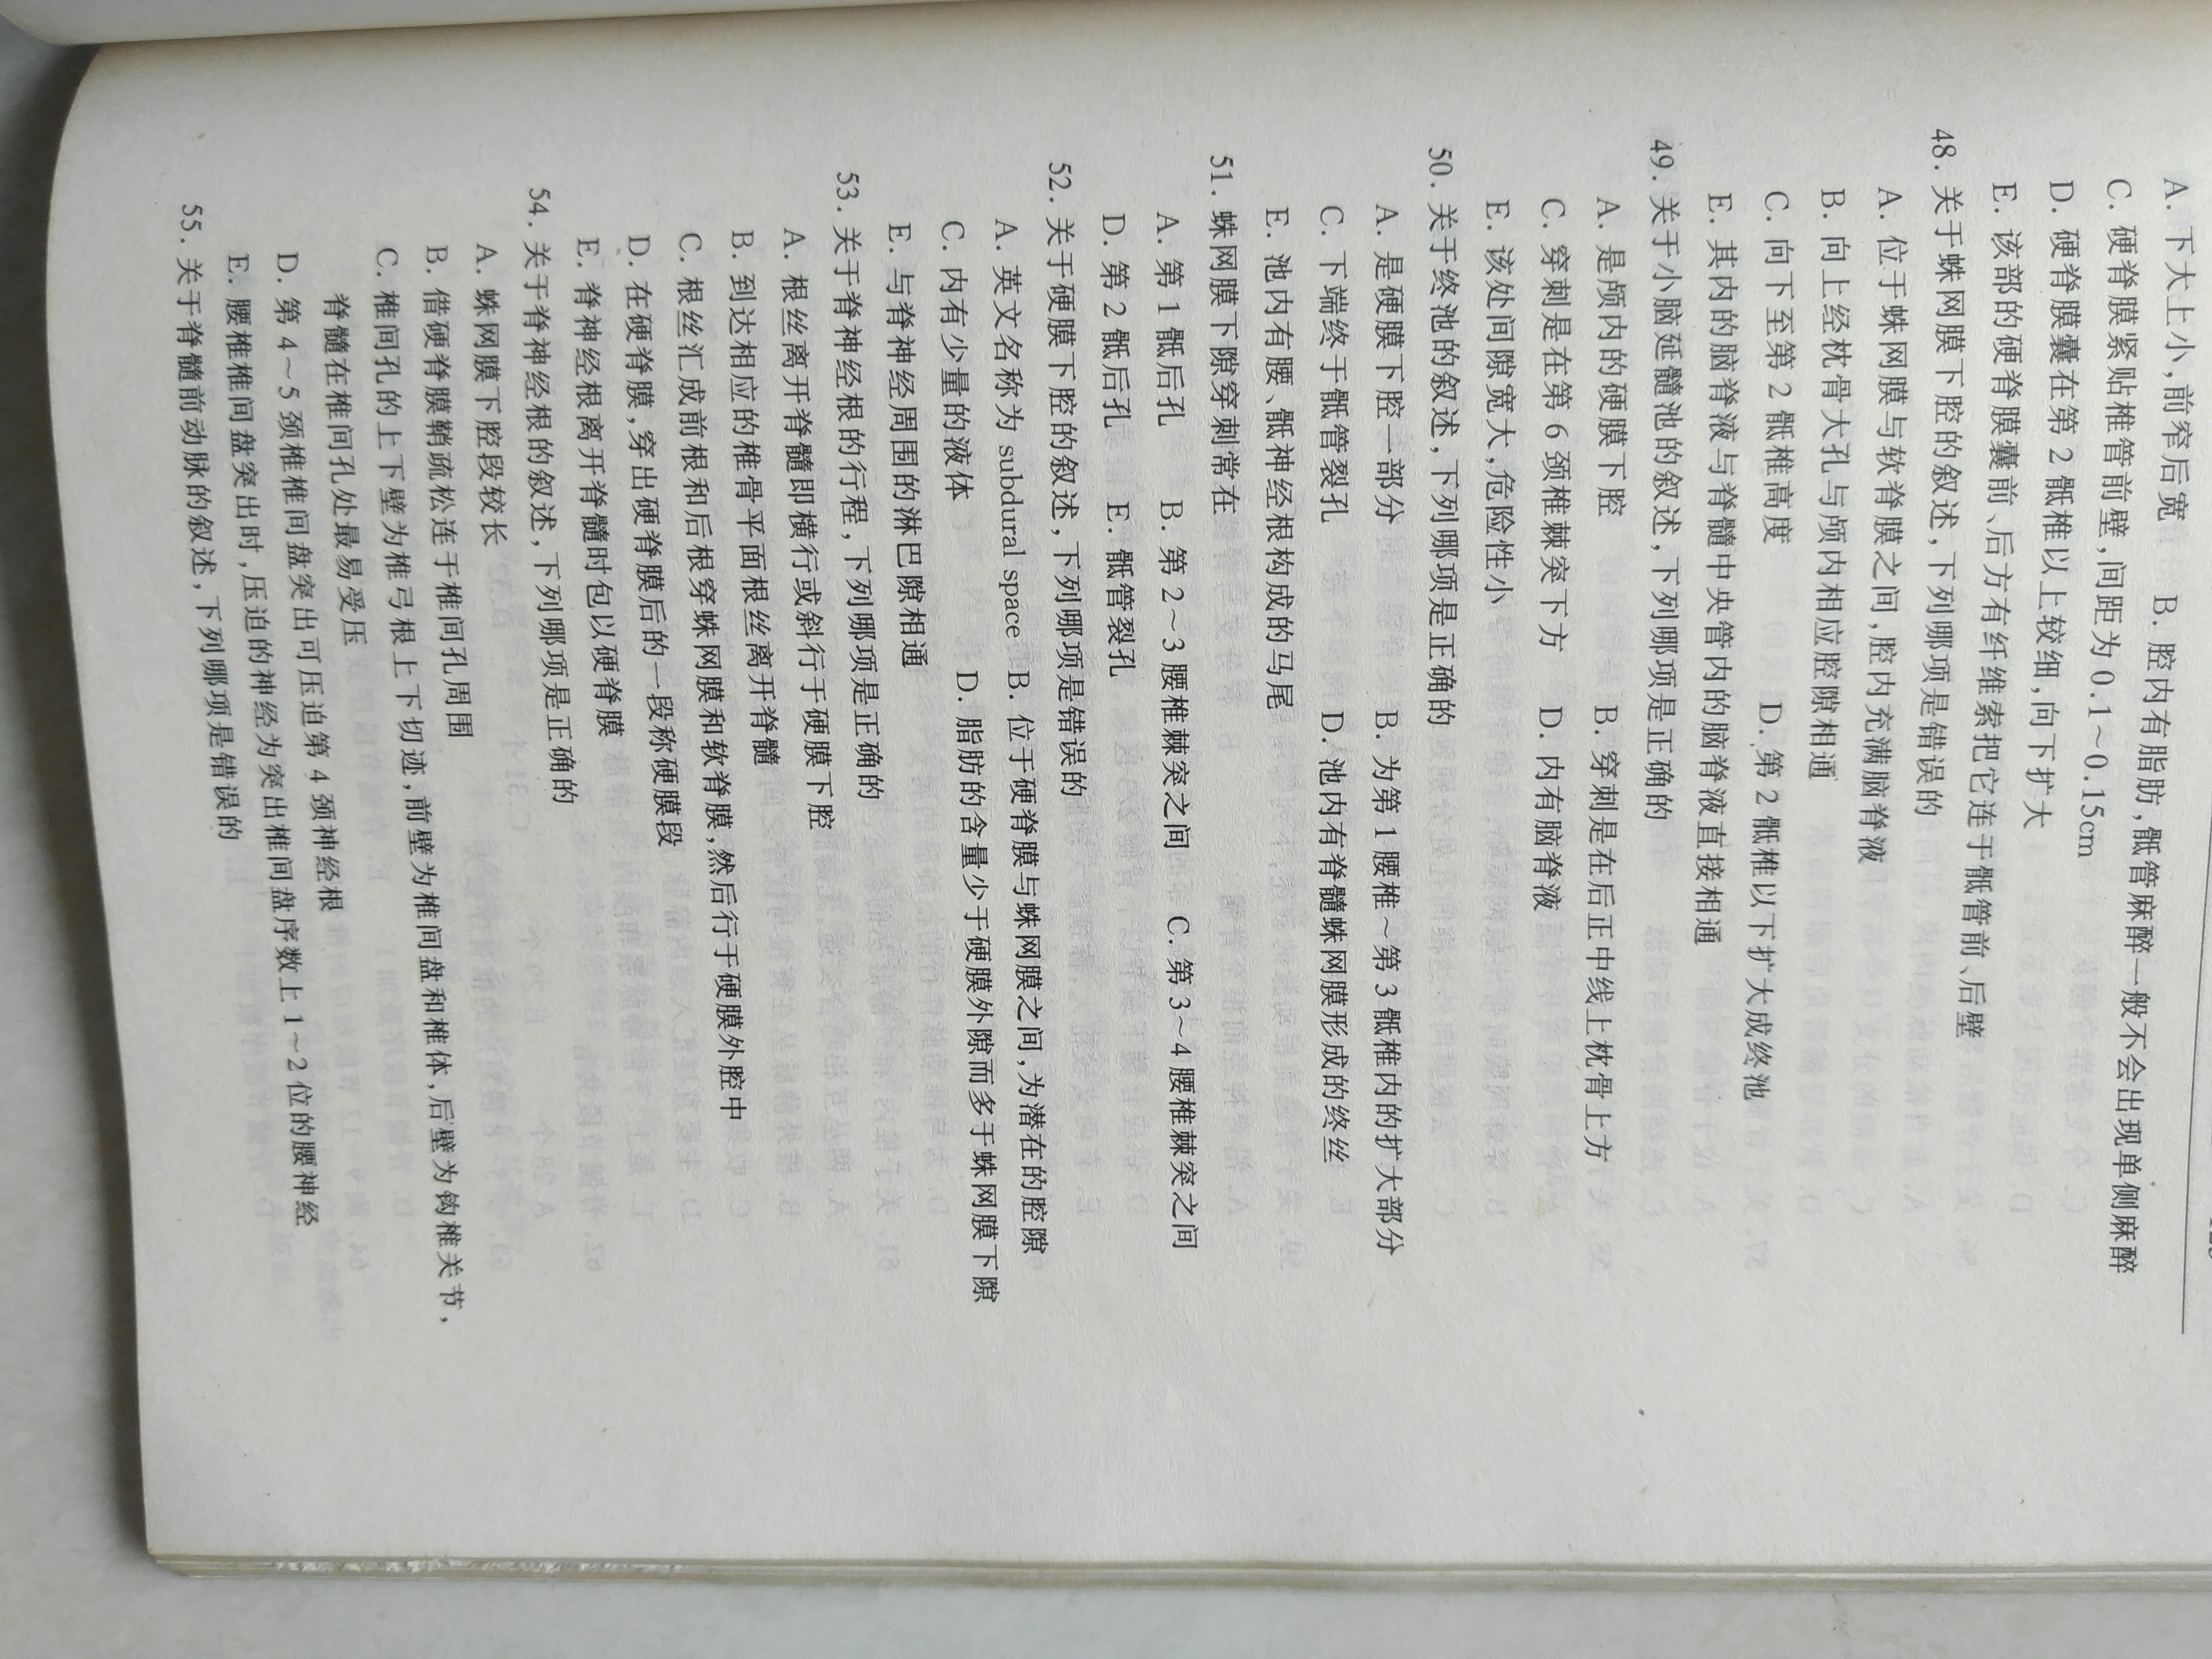 A. 下大上小,前窄后宽 B. 腔内有脂肪,骶管麻醉一般不会出现单侧麻醉
C. 硬脊膜紧贴椎管前壁,间距为0.1~0.15cm
D. 硬脊膜囊在第2骶椎以上较细,向下扩大
E. 该部的硬脊膜囊前、后方有纤维索把它连于骶管前、后壁
48. 关于蛛网膜下腔的叙述,下列哪项是错误的
A. 位于蛛网膜与软脊膜之间,腔内充满脑脊液
B. 向上经枕骨大孔与颅内相应腔隙相通
C. 向下至第2骶椎高度 D. 第2骶椎以下扩大成终池
E. 其内的脑脊液与脊髓中央管内的脑脊液直接相通
49. 关于小脑延髓池的叙述,下列哪项是正确的
A. 是颅内的硬膜下腔 B. 穿刺是在后正中线上枕骨上方
C. 穿刺是在第6颈椎棘突下方 D. 内有脑脊液
E. 该处间隙宽大,危险性小
50. 关于终池的叙述,下列哪项是正确的
A. 是硬膜下腔一部分 B. 为第1腰椎~第3骶椎内的扩大部分
C. 下端终于骶管裂孔 D. 池内有脊髓蛛网膜形成的终丝
E. 池内有腰、骶神经根构成的马尾
51. 蛛网膜下隙穿刺常在
A. 第1骶后孔 B. 第2~3腰椎棘突之间 C. 第3~4腰椎棘突之间
D. 第2骶后孔 E. 骶管裂孔
52. 关于硬膜下腔的叙述,下列哪项是错误的
A. 英文名称为subdural space B. 位于硬脊膜与蛛网膜之间,为潜在的腔隙
C. 内有少量的液体 D. 脂肪的含量少于硬膜外隙而多于蛛网膜下隙
E. 与脊神经周围的淋巴隙相通
53. 关于脊神经根的行程,下列哪项是正确的
A. 根丝离开脊髓即横行或斜行于硬膜下腔
B. 到达相应的椎骨平面根丝离开脊髓
C. 根丝汇成前根和后根穿蛛网膜和软脊膜,然后行于硬膜外腔中
D. 在硬脊膜,穿出硬脊膜后的一段称硬膜段
E. 脊神经根离开脊髓时包以硬脊膜
54. 关于脊神经根的叙述,下列哪项是正确的
A. 蛛网膜下腔段较长
B. 借硬脊膜鞘疏松连于椎间孔周围
C. 椎间孔的上下壁为椎弓根上下切迹,前壁为椎间盘和椎体,后壁为钩椎关节,
脊髓在椎间孔处最易受压
D. 第4~5颈椎椎间盘突出可压迫第4颈神经根
E. 腰椎椎间盘突出时,压迫的神经为突出椎间盘序数上1~2位的腰神经
55. 关于脊髓前动脉的叙述,下列哪项是错误的